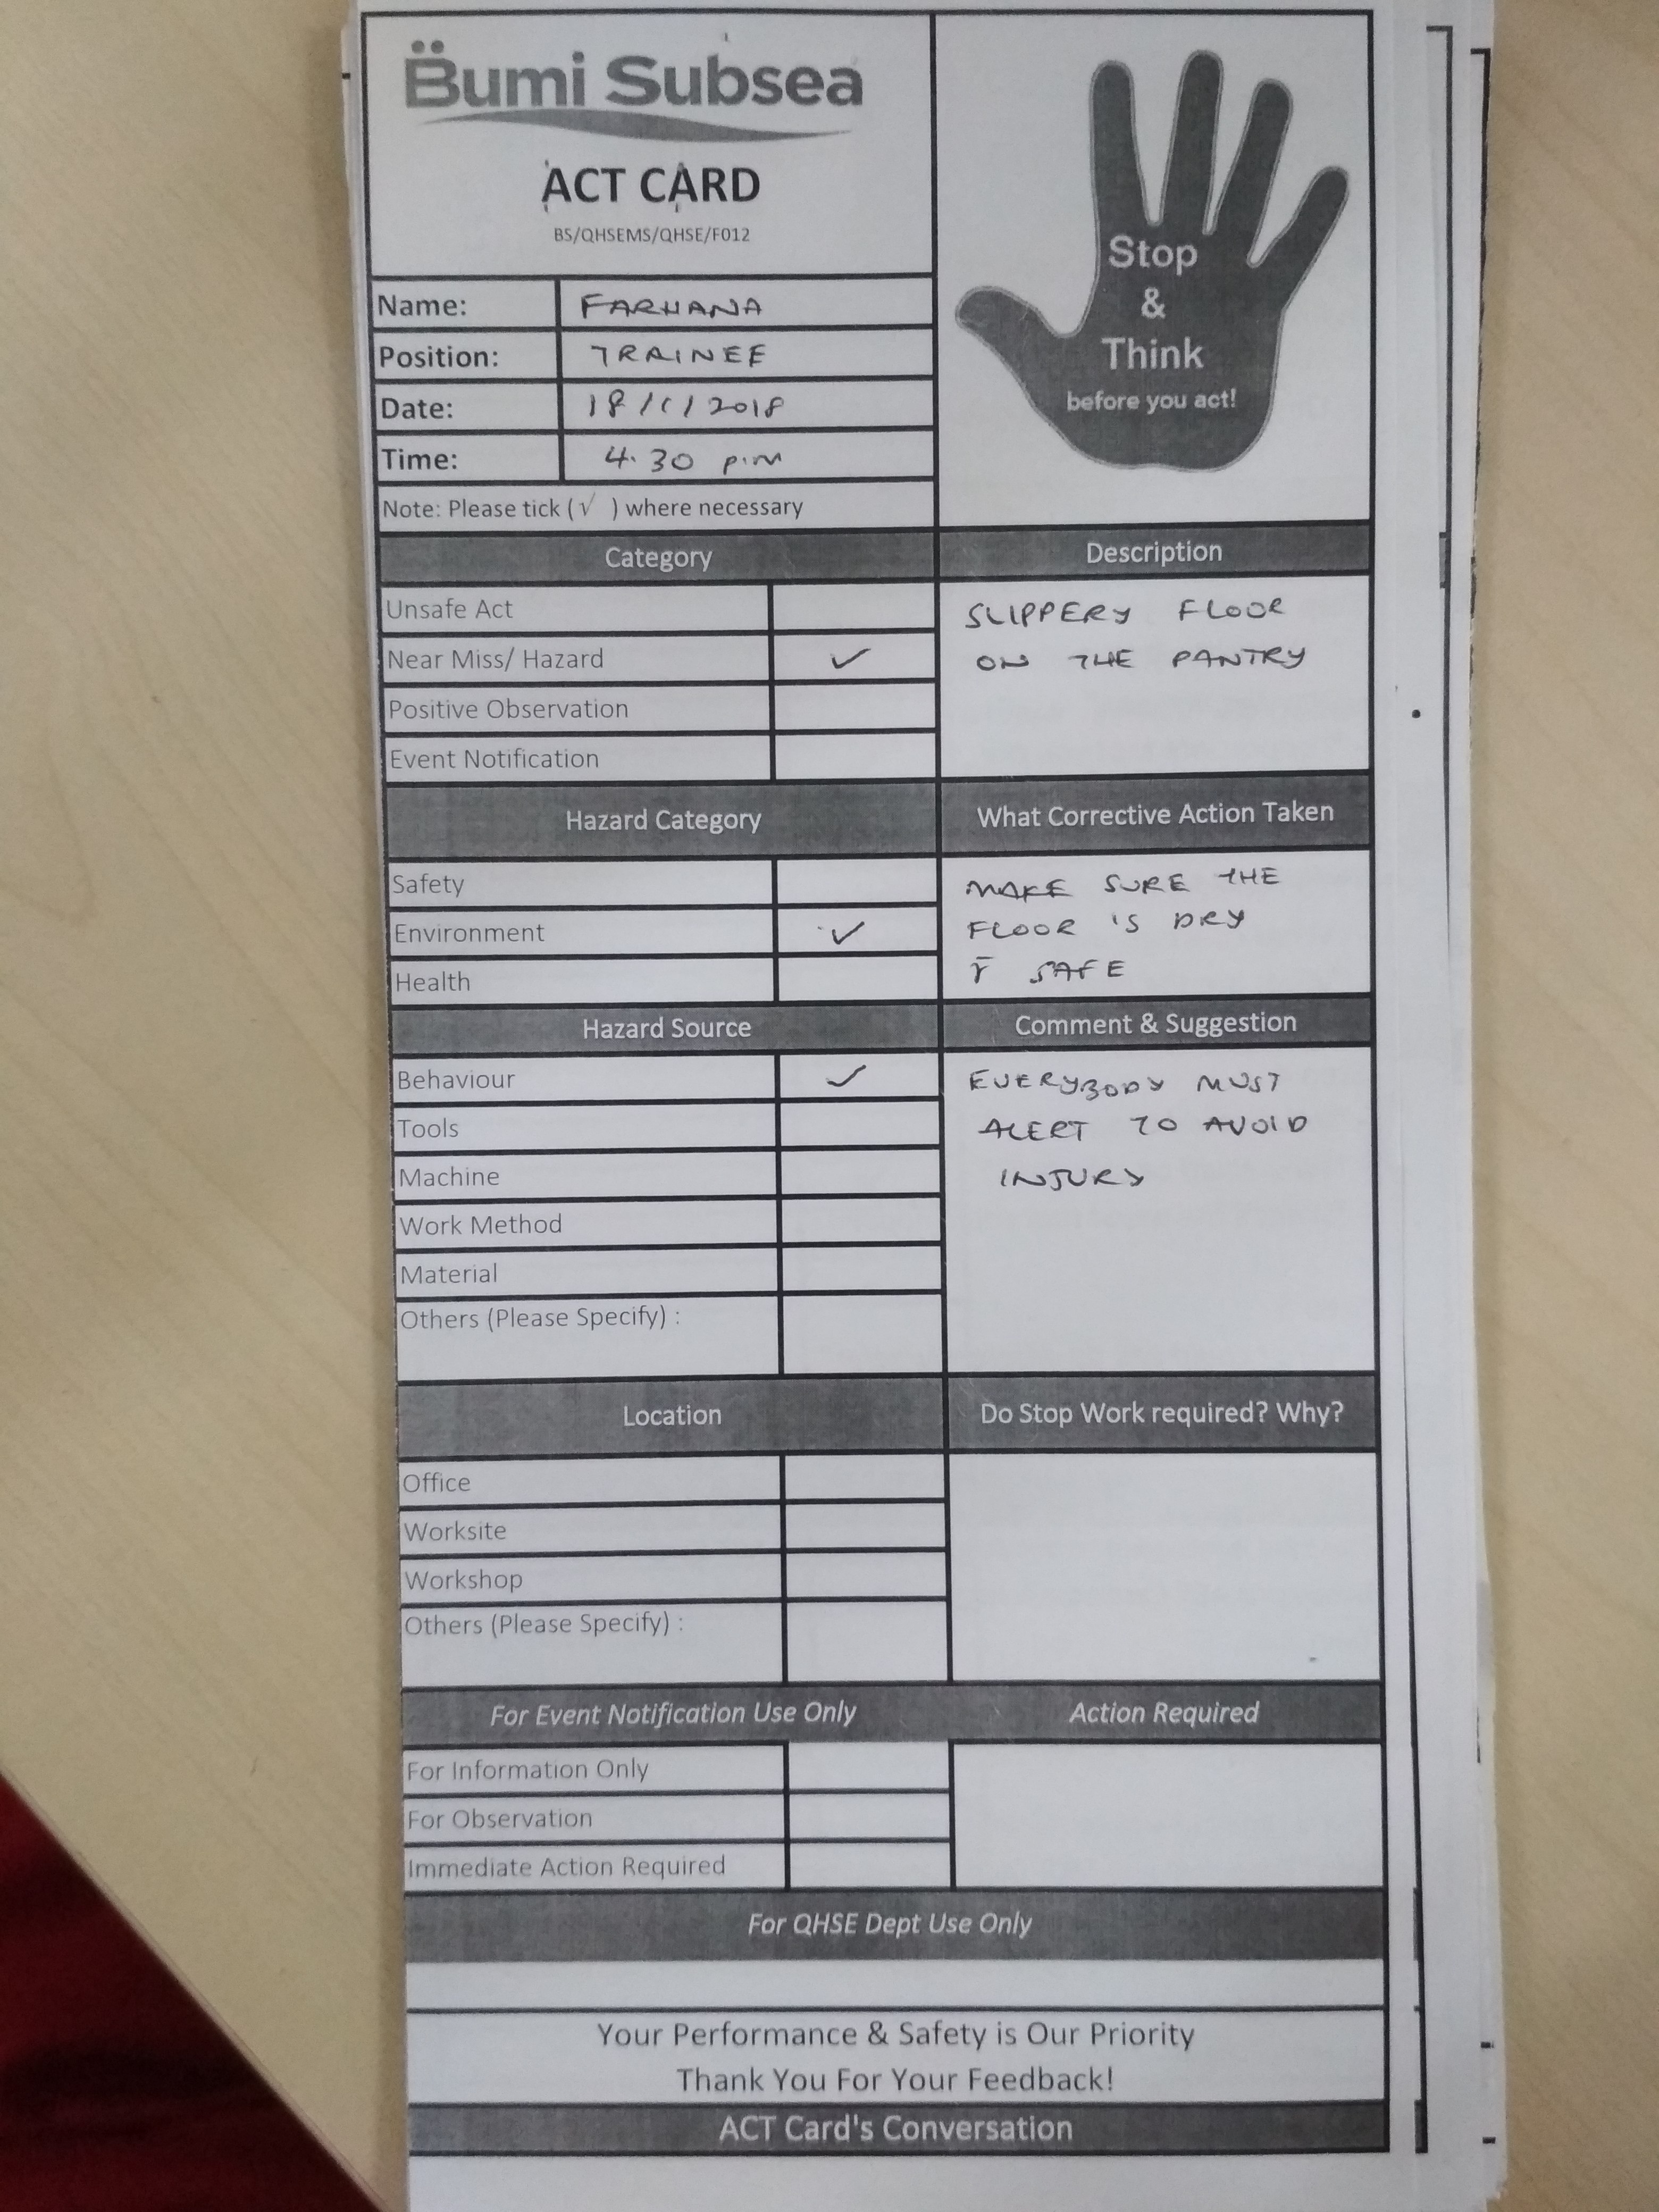 Bumi Subsea
ACT CARD
BS/QHSEMS/QHSE/F012
Stop
&
Think
before you act!
Name: FARHANA
Position: TRAINEE
Date: 18/1/2018
Time: 4.30 p.m
Note: Please tick (√ ) where necessary
Category
Unsafe Act
Near Miss/ Hazard ✓
Positive Observation
Event Notification
Description
SLIPPERY FLOOR
ON THE PANTRY
Hazard Category
Safety
Environment ✓
Health
What Corrective Action Taken
MAKE SURE THE
FLOOR IS DRY
SAFE
Hazard Source
Behaviour ✓
Tools
Machine
Work Method
Material
Others (Please Specify) :
Comment & Suggestion
EVERYBODY MUST
ALERT TO AVOID
INJURY
Location
Office
Worksite
Workshop
Others (Please Specify) :
Do Stop Work required? Why?
For Event Notification Use Only
For Information Only
For Observation
Immediate Action Required
Action Required
For QHSE Dept Use Only
Your Performance & Safety is Our Priority
Thank You For Your Feedback!
ACT Card's Conversation